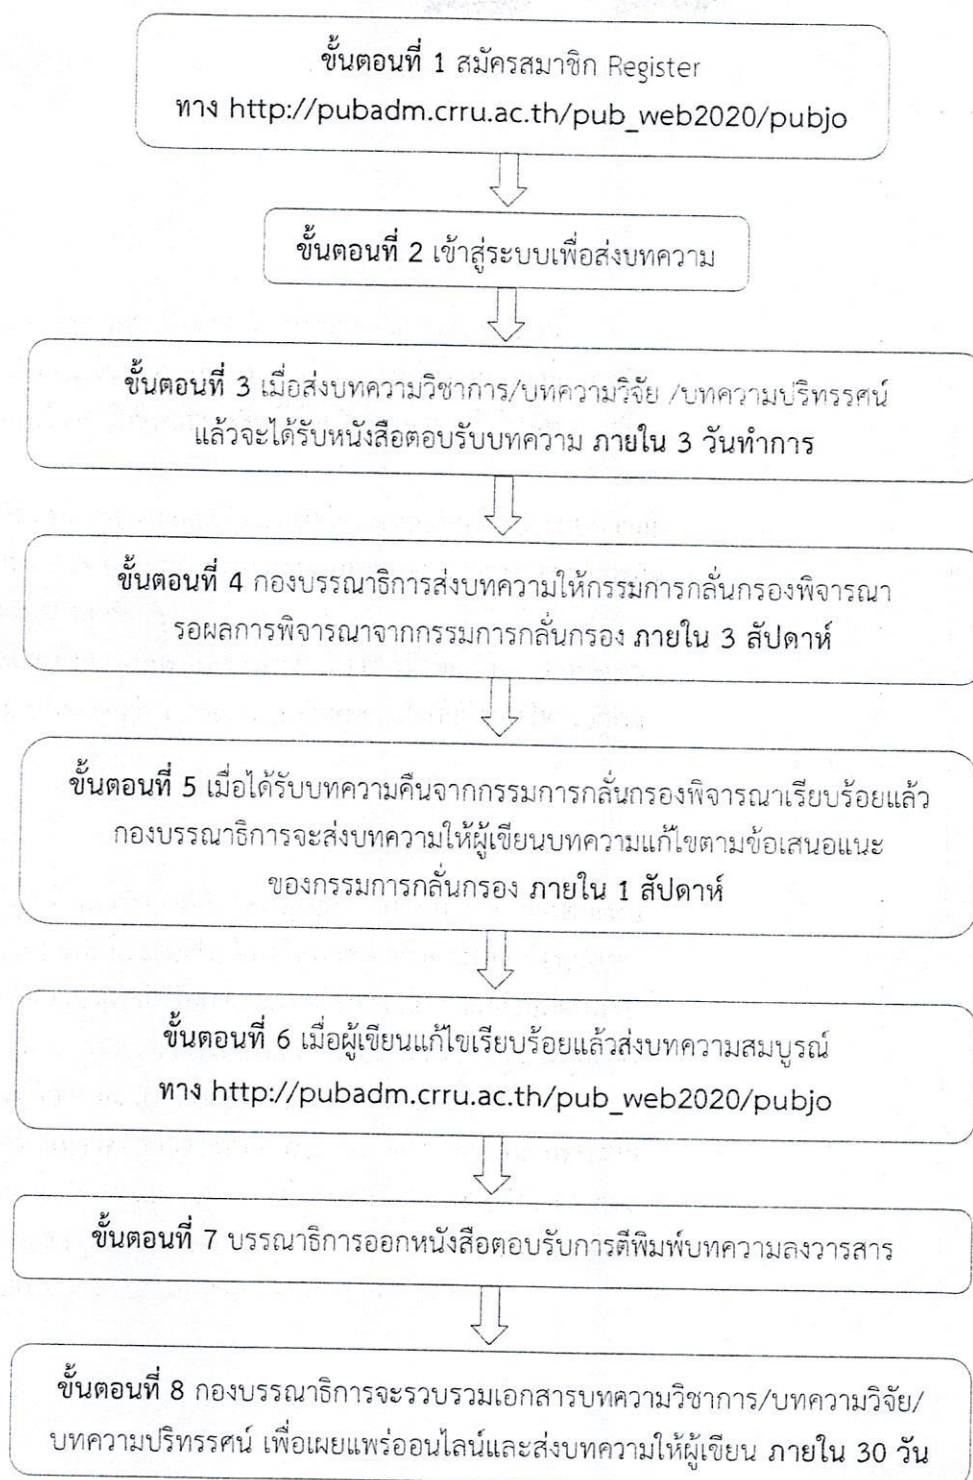 ขั้นตอนที่ 1 สมัครสมาชิก Register
ทาง http://pubadm.crru.ac.th/pub_web2020/pubjo
ขั้นตอนที่ 2 เข้าสู่ระบบเพื่อส่งบทความ
ขั้นตอนที่ 3 เมื่อส่งบทความวิชาการ/บทความวิจัย /บทความปริทรรศน์
แล้วจะได้รับหนังสือตอบรับบทความ ภายใน 3 วันทำการ
ขั้นตอนที่ 4 กองบรรณาธิการส่งบทความให้กรรมการกลั่นกรองพิจารณา
รอผลการพิจารณาจากกรรมการกลั่นกรอง ภายใน 3 สัปดาห์
ขั้นตอนที่ 5 เมื่อได้รับบทความคืนจากกรรมการกลั่นกรองพิจารณาเรียบร้อยแล้ว
กองบรรณาธิการจะส่งบทความให้ผู้เขียนบทความแก้ไขตามข้อเสนอแนะ
ของกรรมการกลั่นกรอง ภายใน 1 สัปดาห์
ขั้นตอนที่ 6 เมื่อผู้เขียนแก้ไขเรียบร้อยแล้วส่งบทความสมบูรณ์
ทาง http://pubadm.crru.ac.th/pub_web2020/pubjo
ขั้นตอนที่ 7 บรรณาธิการออกหนังสือตอบรับการตีพิมพ์บทความลงวารสาร
ขั้นตอนที่ 8 กองบรรณาธิการจะรวบรวมเอกสารบทความวิชาการ/บทความวิจัย/
บทความปริทรรศน์ เพื่อเผยแพร่ออนไลน์และส่งบทความให้ผู้เขียน ภายใน 30 วัน